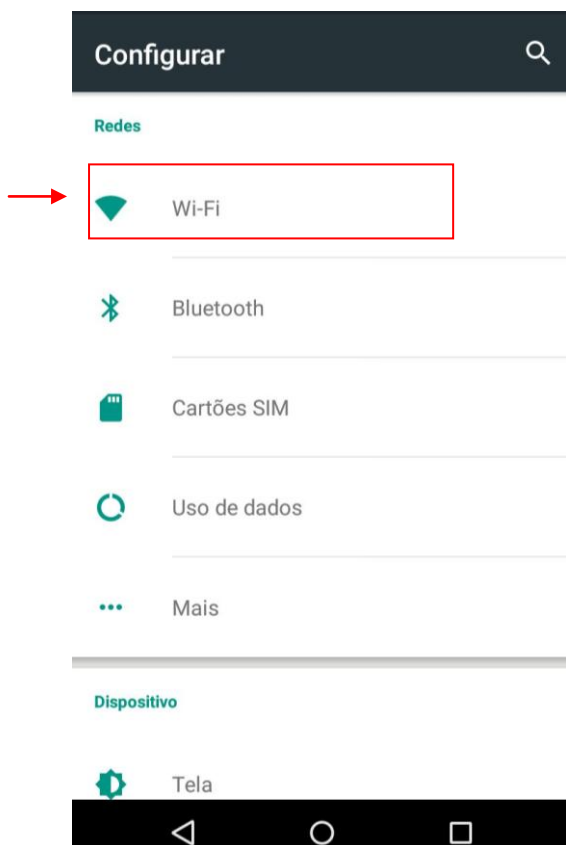 Configurar
Redes
Wi-Fi
Bluetooth
Cartões SIM
Uso de dados
Mais
Dispositivo
Tela